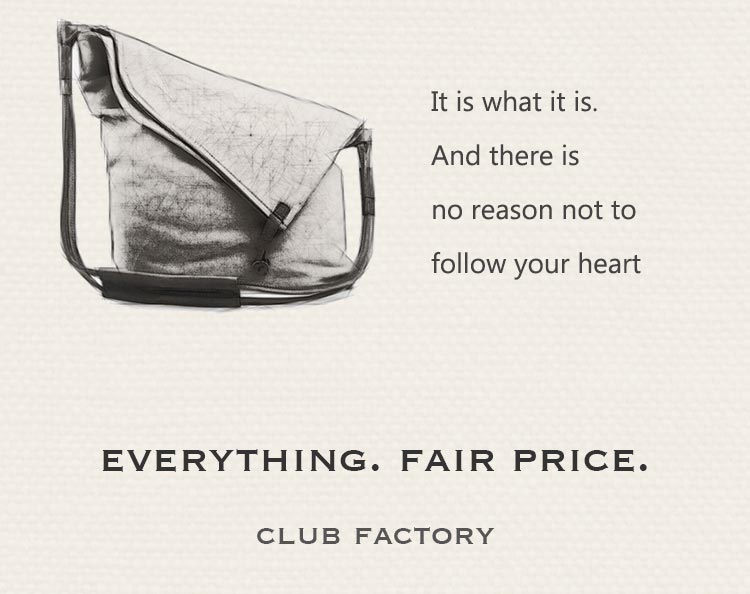 It is what it is.
And there is
no reason not to
follow your heart
EVERYTHING. FAIR PRICE.
CLUB FACTORY